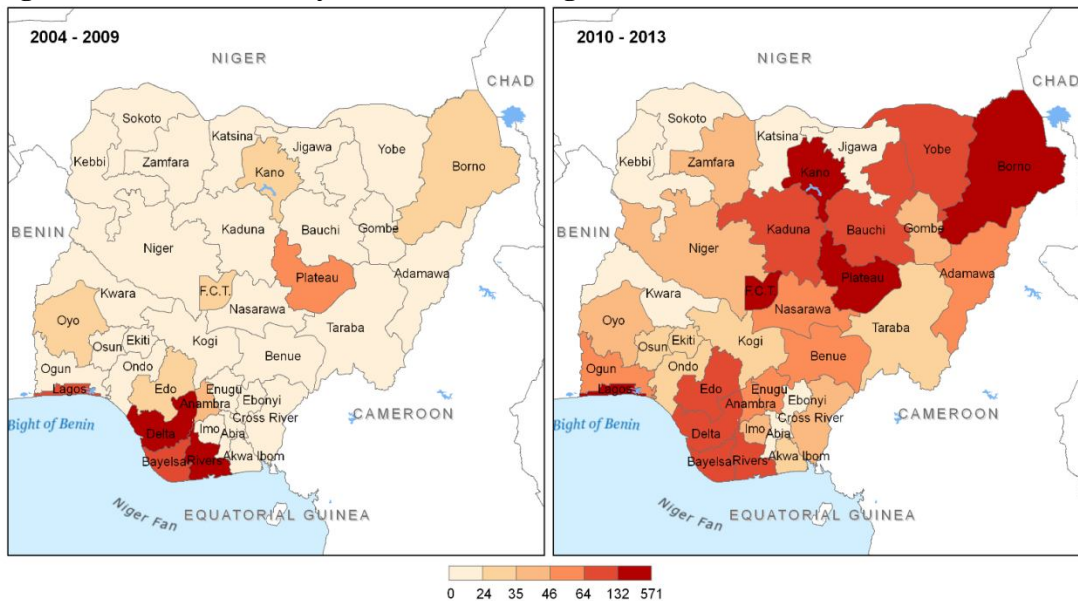 2004 - 2009
NIGER
CHAD
Sokoto
Katsina
Jigawa
Yobe
Borno
Kebbi
Zamfara
Kano
BENIN
Kaduna
Bauchi
Gombe
Niger
Adamawa
Plateau
F.C.T.
Kwara
Nasarawa
Oyo
Taraba
Osun
Ekiti
Kogi
Benue
Ogun
Ondo
Lagos
Edo
Enugu
Anambra
Ebonyi
Cross River
CAMEROON
Bight of Benin
Delta
Imo
Abia
Bayelsa
Rivers
Akwa Ibom
Niger Fan
EQUATORIAL GUINEA
2010 - 2013
NIGER
CHAD
Sokoto
Katsina
Jigawa
Yobe
Borno
Kebbi
Zamfara
Kano
BENIN
Kaduna
Bauchi
Gombe
Niger
Adamawa
Plateau
F.C.T.
Kwara
Nasarawa
Oyo
Taraba
Osun
Ekiti
Kogi
Benue
Ogun
Ondo
Lagos
Edo
Enugu
Anambra
Ebonyi
Cross River
CAMEROON
Bight of Benin
Delta
Imo
Abia
Bayelsa
Rivers
Akwa Ibom
Niger Fan
EQUATORIAL GUINEA
0 24 35 46 64 132 571